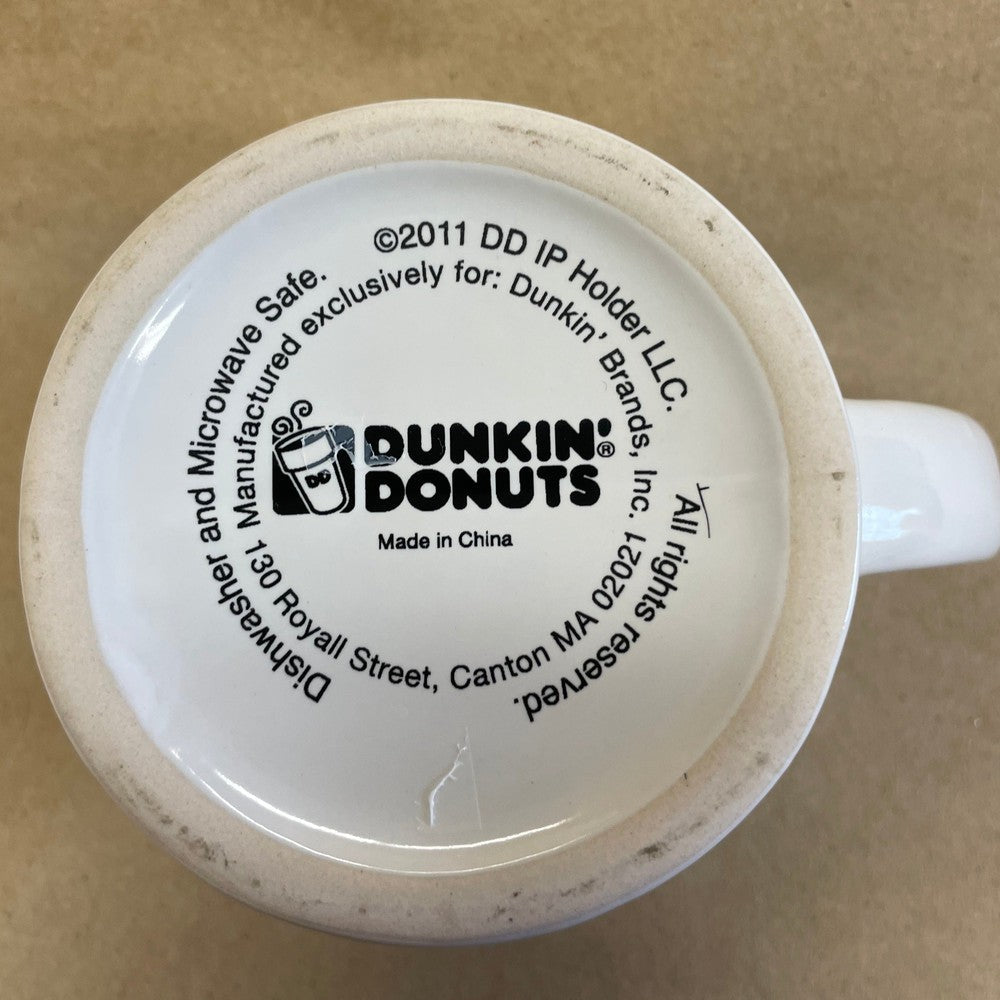 ©2011 DD IP Holder LLC.
All rights reserved.
Dishwasher and Microwave Safe.
Manufactured exclusively for: Dunkin' Brands, Inc.
130 Royall Street, Canton MA 02021
DD
DUNKIN'®
DONUTS
Made in China